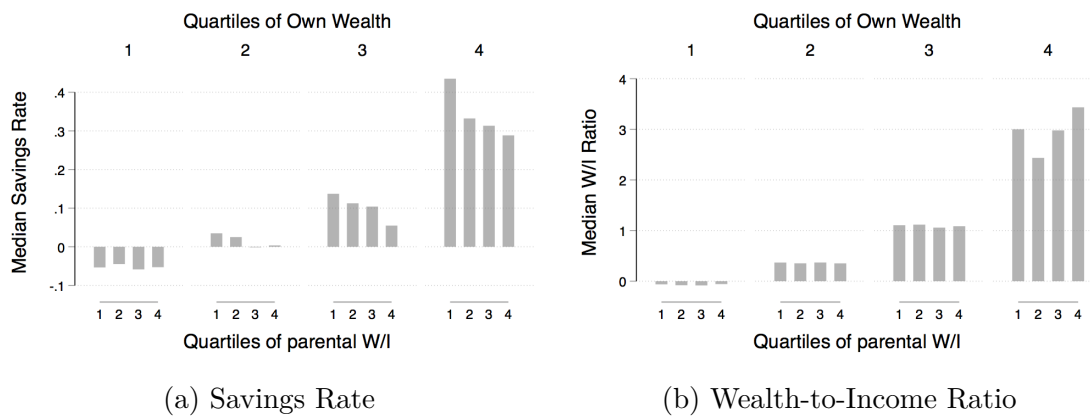 Quartiles of Own Wealth
1 2 3 4
Median Savings Rate
.4
.3
.2
.1
0
-.1
1 2 3 4 1 2 3 4 1 2 3 4 1 2 3 4
Quartiles of parental W/I
(a) Savings Rate
Quartiles of Own Wealth
1 2 3 4
Median W/I Ratio
4
3
2
1
0
1 2 3 4 1 2 3 4 1 2 3 4 1 2 3 4
Quartiles of parental W/I
(b) Wealth-to-Income Ratio